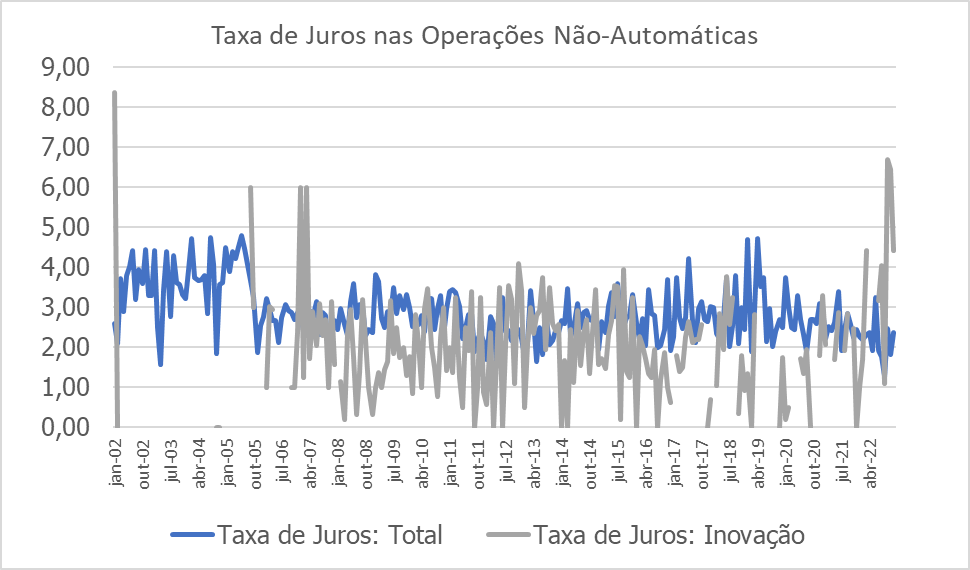 Taxa de Juros nas Operações Não-Automáticas
9,00
8,00
7,00
6,00
5,00
4,00
3,00
2,00
1,00
0,00
jan-02
out-02
jul-03
abr-04
jan-05
out-05
jul-06
abr-07
jan-08
out-08
jul-09
abr-10
jan-11
out-11
jul-12
abr-13
jan-14
out-14
jul-15
abr-16
jan-17
out-17
jul-18
abr-19
jan-20
out-20
jul-21
abr-22
Taxa de Juros: Total
Taxa de Juros: Inovação